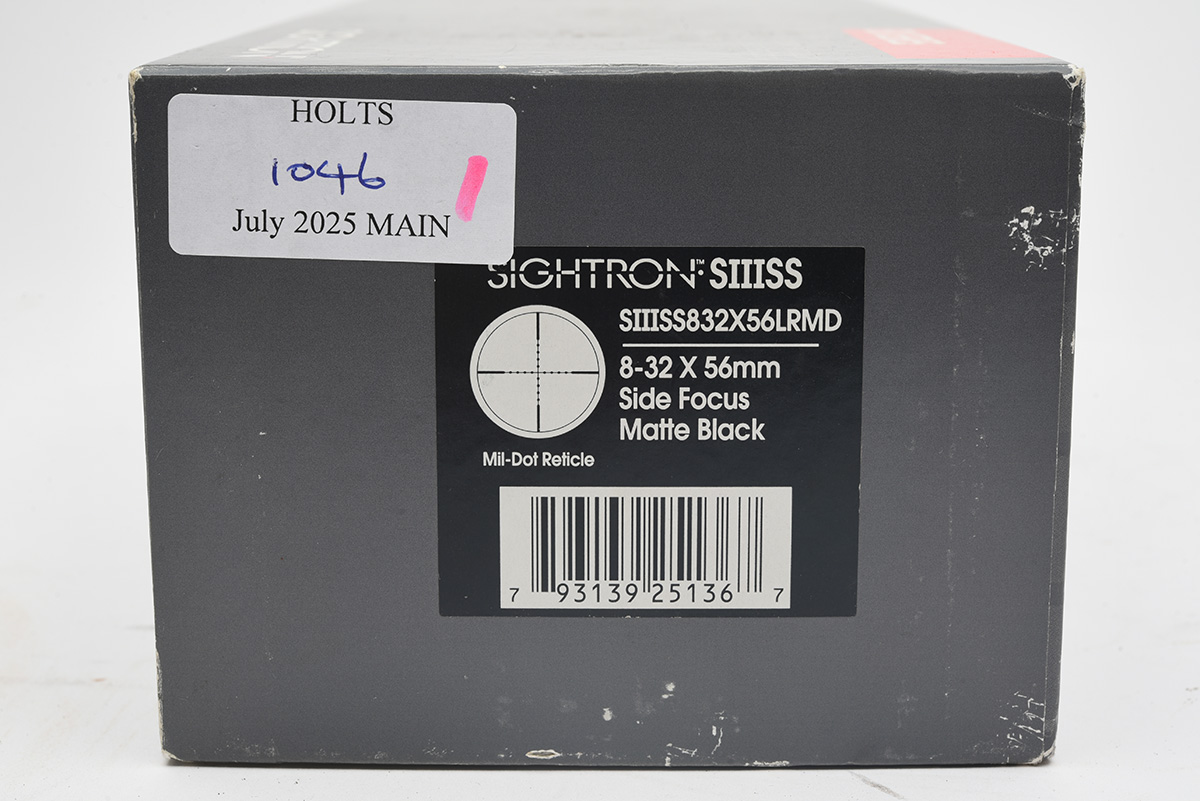 HOLTS
1046
July 2025 MAIN
SIGHTRON™ SIIISS
SIIISS832X56LRMD
8-32 X 56mm
Side Focus
Matte Black
Mil-Dot Reticle
7 93139 25136 7